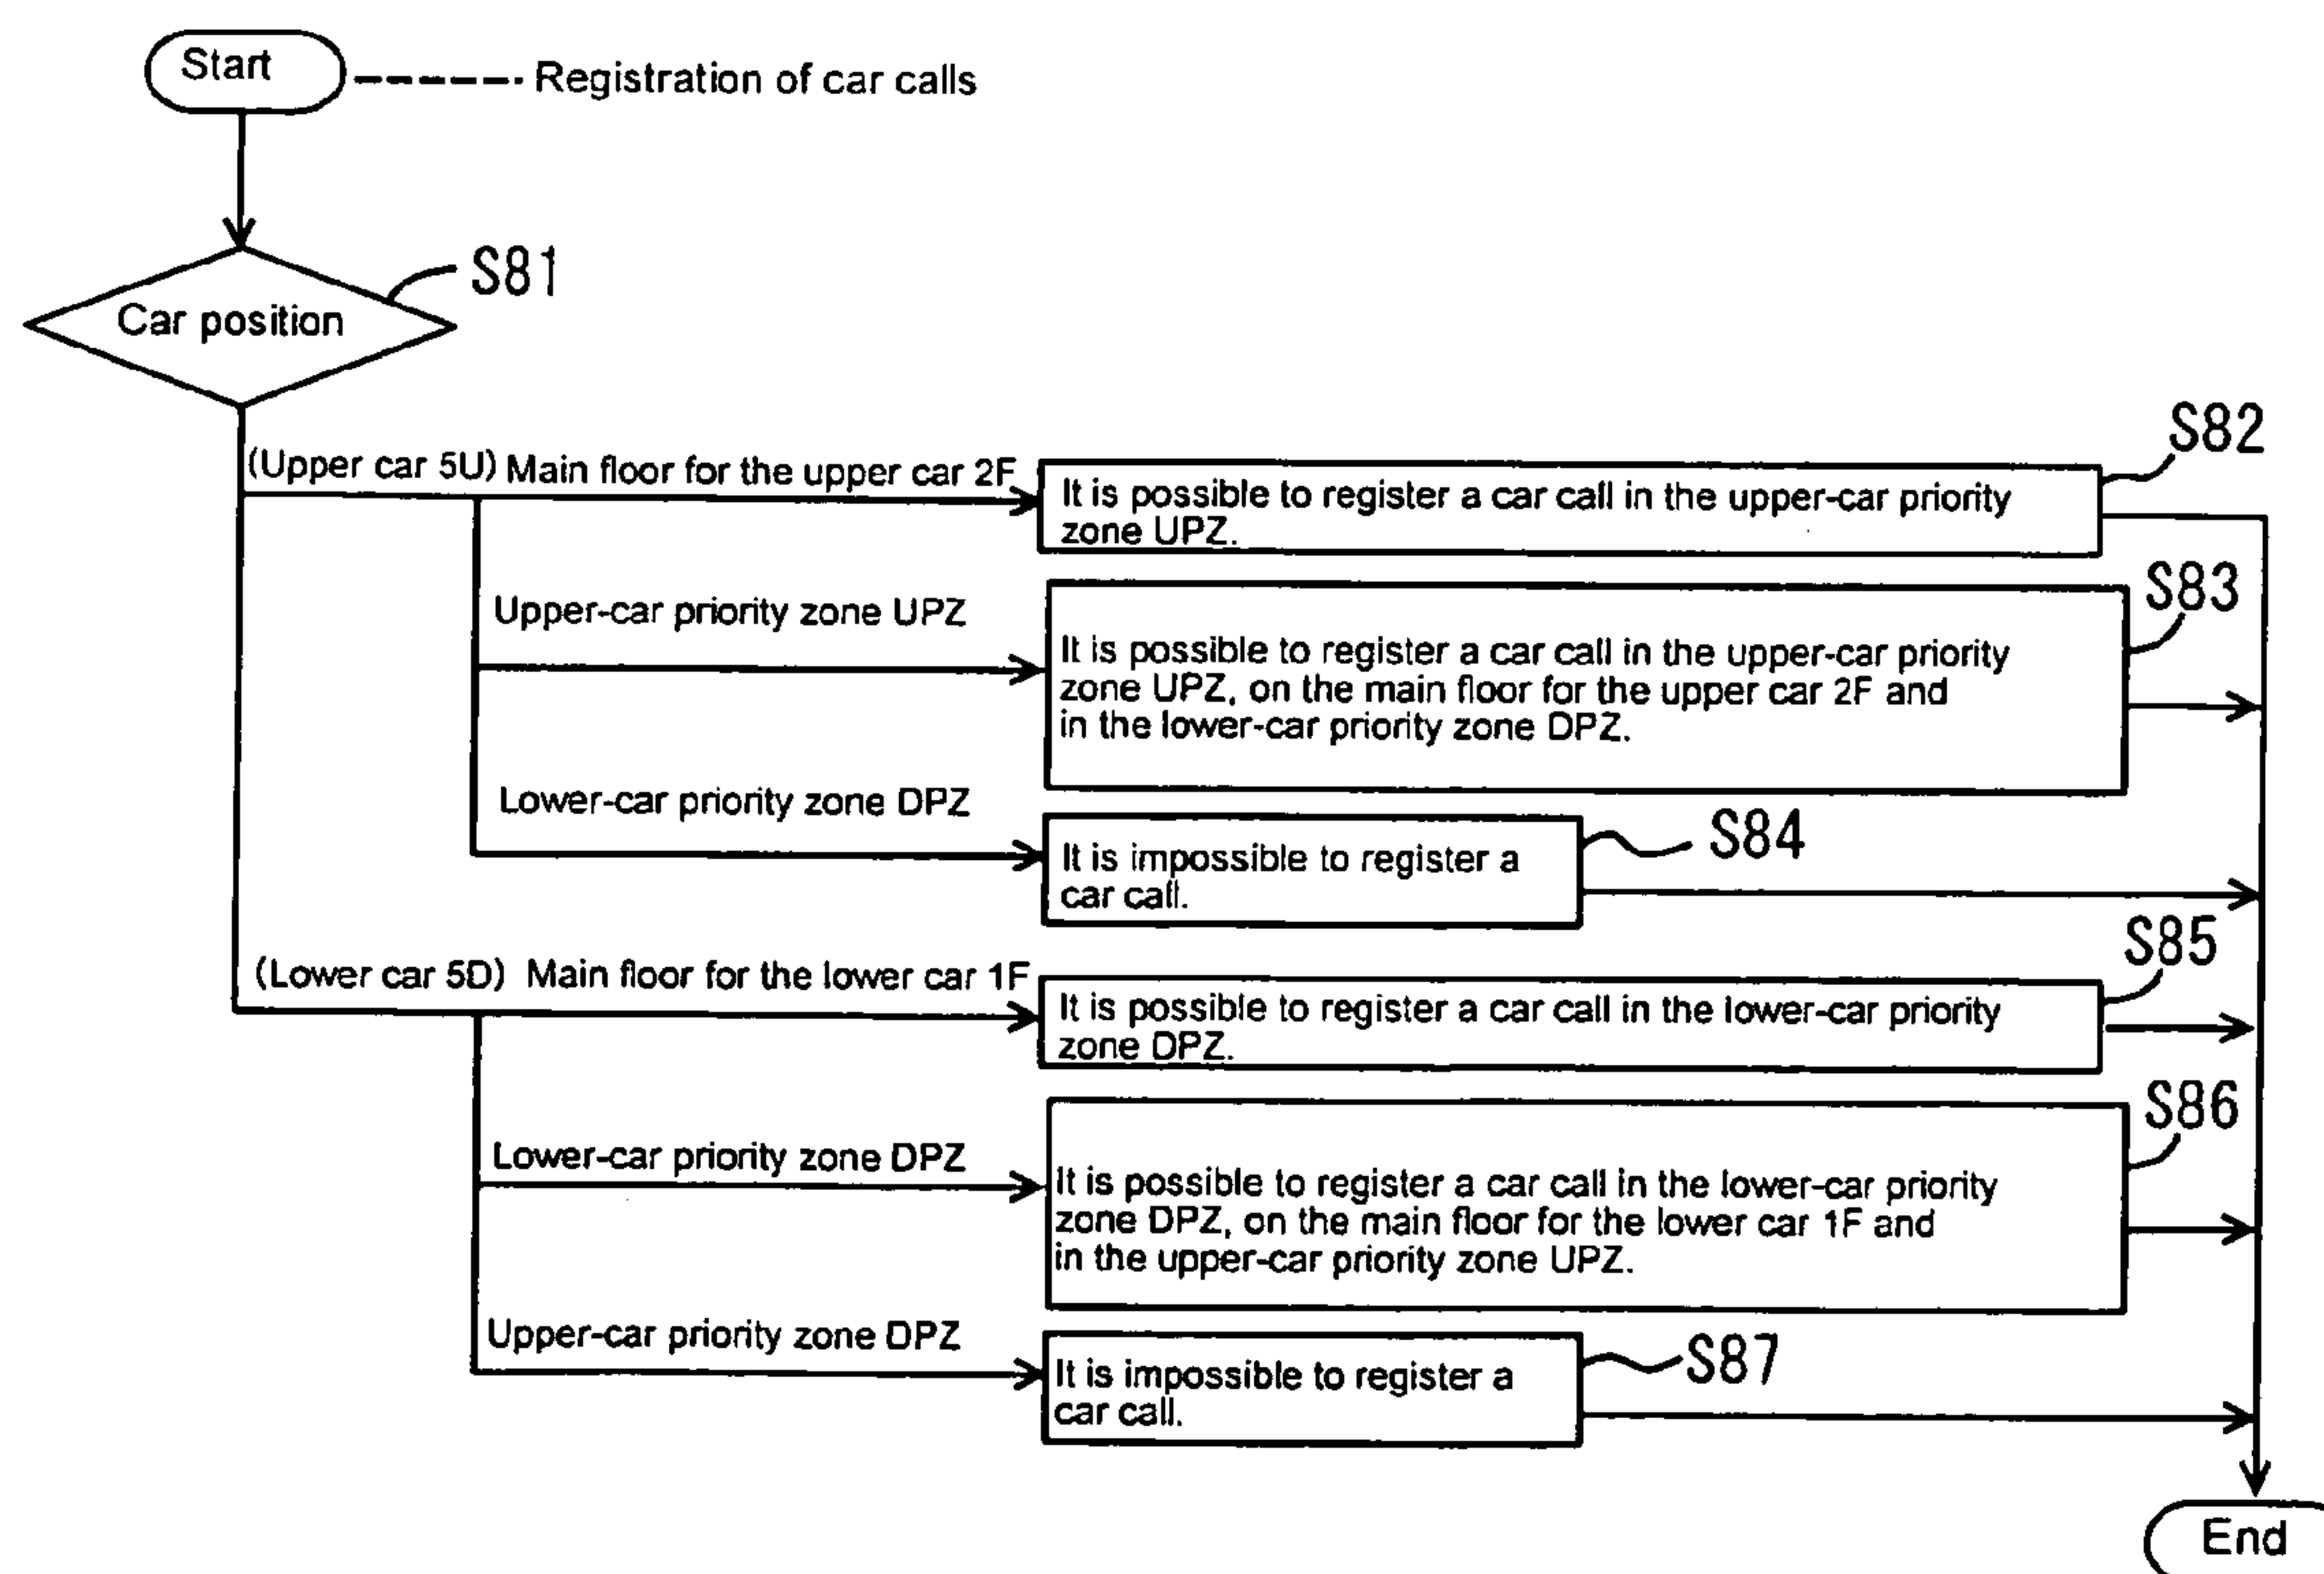 Start
Registration of car calls
S81
Car position
S82
(Upper car 5U) Main floor for the upper car 2F
It is possible to register a car call in the upper-car priority
zone UPZ.
S83
Upper-car priority zone UPZ
It is possible to register a car call in the upper-car priority
zone UPZ, on the main floor for the upper car 2F and
in the lower-car priority zone DPZ.
Lower-car priority zone DPZ
S84
It is impossible to register a
car call.
S85
(Lower car 5D) Main floor for the lower car 1F
It is possible to register a car call in the lower-car priority
zone DPZ.
S86
Lower-car priority zone DPZ
It is possible to register a car call in the lower-car priority
zone DPZ, on the main floor for the lower car 1F and
in the upper-car priority zone UPZ.
Upper-car priority zone DPZ
S87
It is impossible to register a
car call.
End